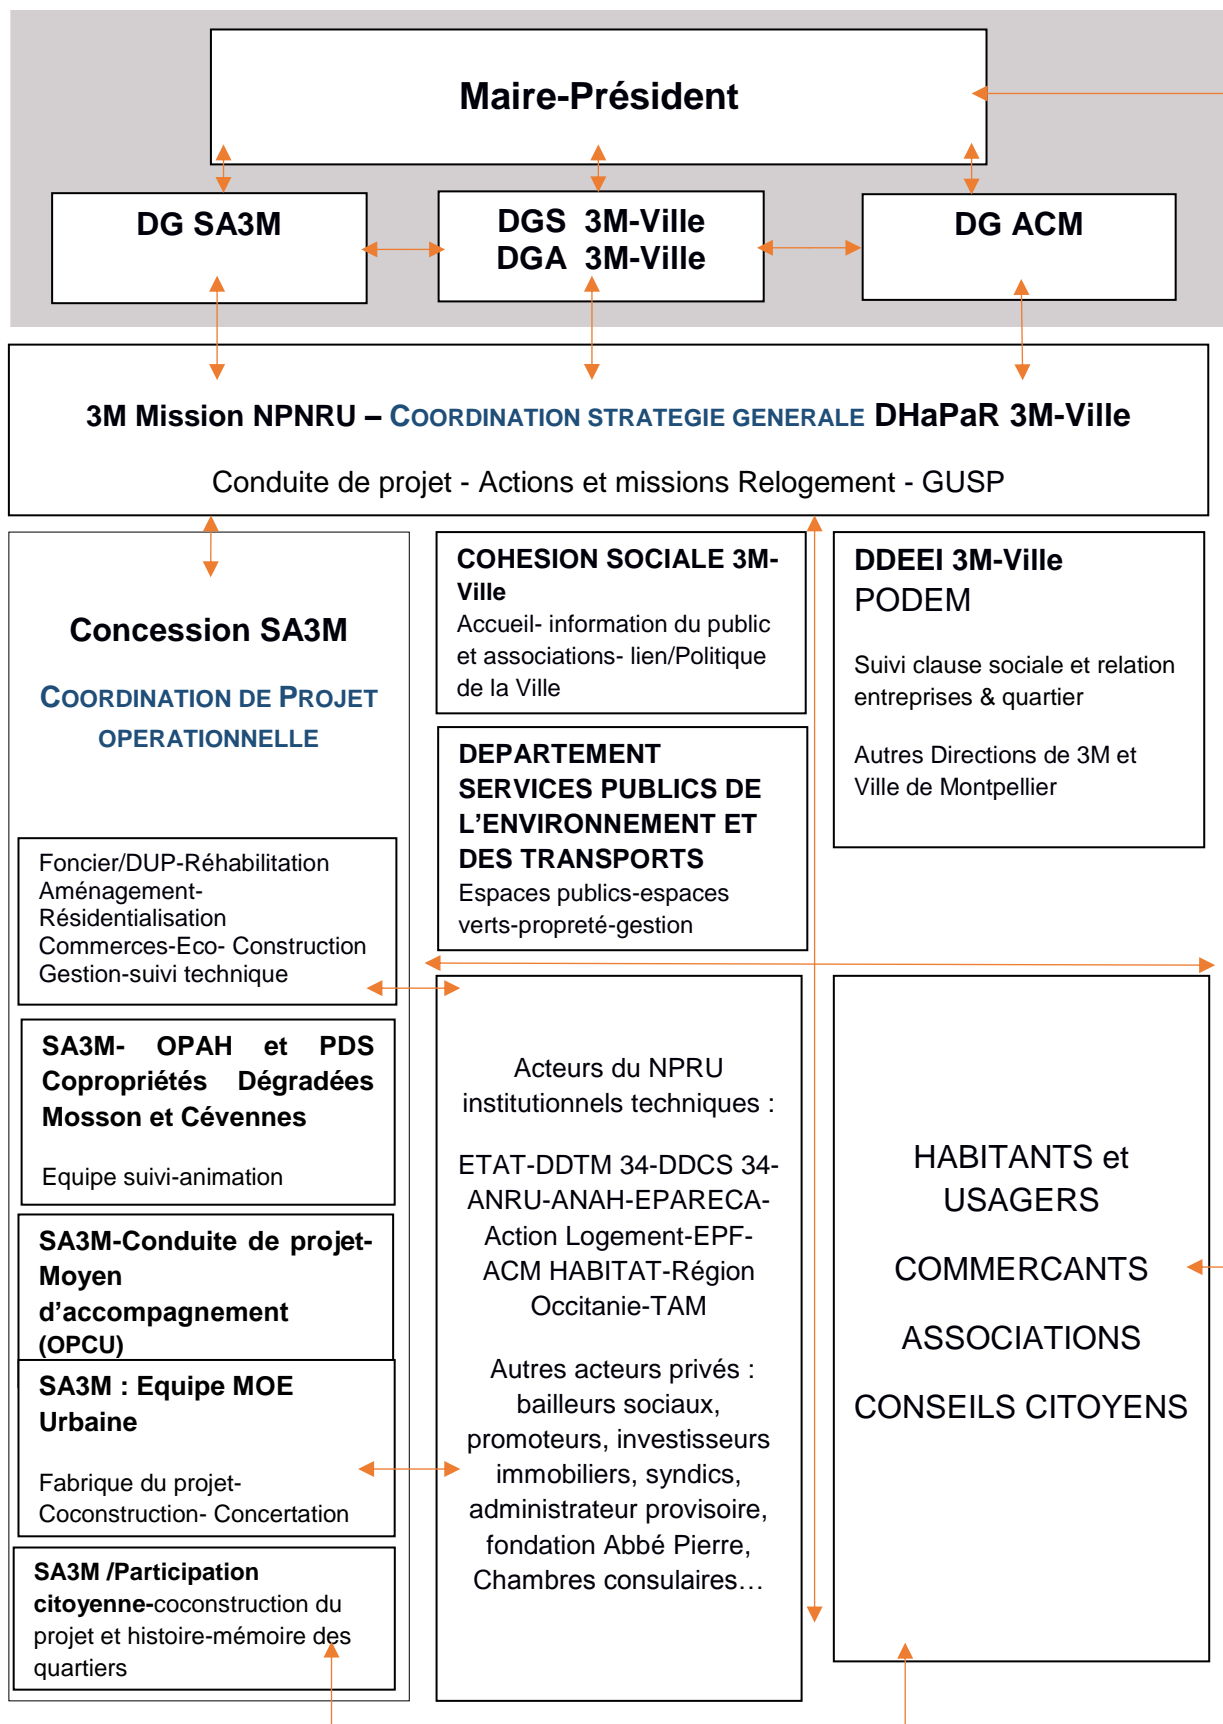 Maire-Président
DG SA3M
DGS 3M-Ville
DGA 3M-Ville
DG ACM
3M Mission NPNRU – COORDINATION STRATEGIE GENERALE DHaPaR 3M-Ville
Conduite de projet - Actions et missions Relogement - GUSP
Concession SA3M
COORDINATION DE PROJET
OPERATIONNELLE
Foncier/DUP-Réhabilitation
Aménagement-
Résidentialisation
Commerces-Eco- Construction
Gestion-suivi technique
SA3M- OPAH et PDS
Copropriétés Dégradées
Mosson et Cévennes
Equipe suivi-animation
SA3M-Conduite de projet-
Moyen
d’accompagnement
(OPCU)
SA3M : Equipe MOE
Urbaine
Fabrique du projet-
Coconstruction- Concertation
SA3M /Participation
citoyenne-coconstruction du
projet et histoire-mémoire des
quartiers
COHESION SOCIALE 3M-
Ville
Accueil- information du public
et associations- lien/Politique
de la Ville
DEPARTEMENT
SERVICES PUBLICS DE
L’ENVIRONNEMENT ET
DES TRANSPORTS
Espaces publics-espaces
verts-propreté-gestion
Acteurs du NPRU
institutionnels techniques :
ETAT-DDTM 34-DDCS 34-
ANRU-ANAH-EPARECA-
Action Logement-EPF-
ACM HABITAT-Région
Occitanie-TAM
Autres acteurs privés :
bailleurs sociaux,
promoteurs, investisseurs
immobiliers, syndics,
administrateur provisoire,
fondation Abbé Pierre,
Chambres consulaires…
DDEEI 3M-Ville
PODEM
Suivi clause sociale et relation
entreprises & quartier
Autres Directions de 3M et
Ville de Montpellier
HABITANTS et
USAGERS
COMMERCANTS
ASSOCIATIONS
CONSEILS CITOYENS